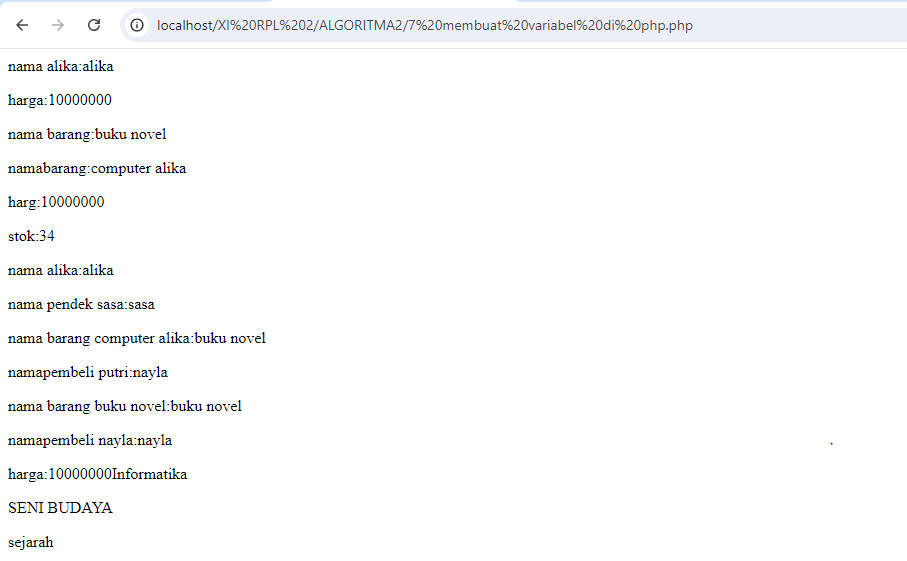 localhost/XI%20RPL%202/ALGORITMA2/7%20membuat%20variabel%20di%20php.php
nama alika:alika
harga:10000000
nama barang:buku novel
namabarang:computer alika
harg:10000000
stok:34
nama alika:alika
nama pendek sasa:sasa
nama barang computer alika:buku novel
namapembeli putri:nayla
nama barang buku novel:buku novel
namapembeli nayla:nayla
harga:10000000Informatika
SENI BUDAYA
sejarah